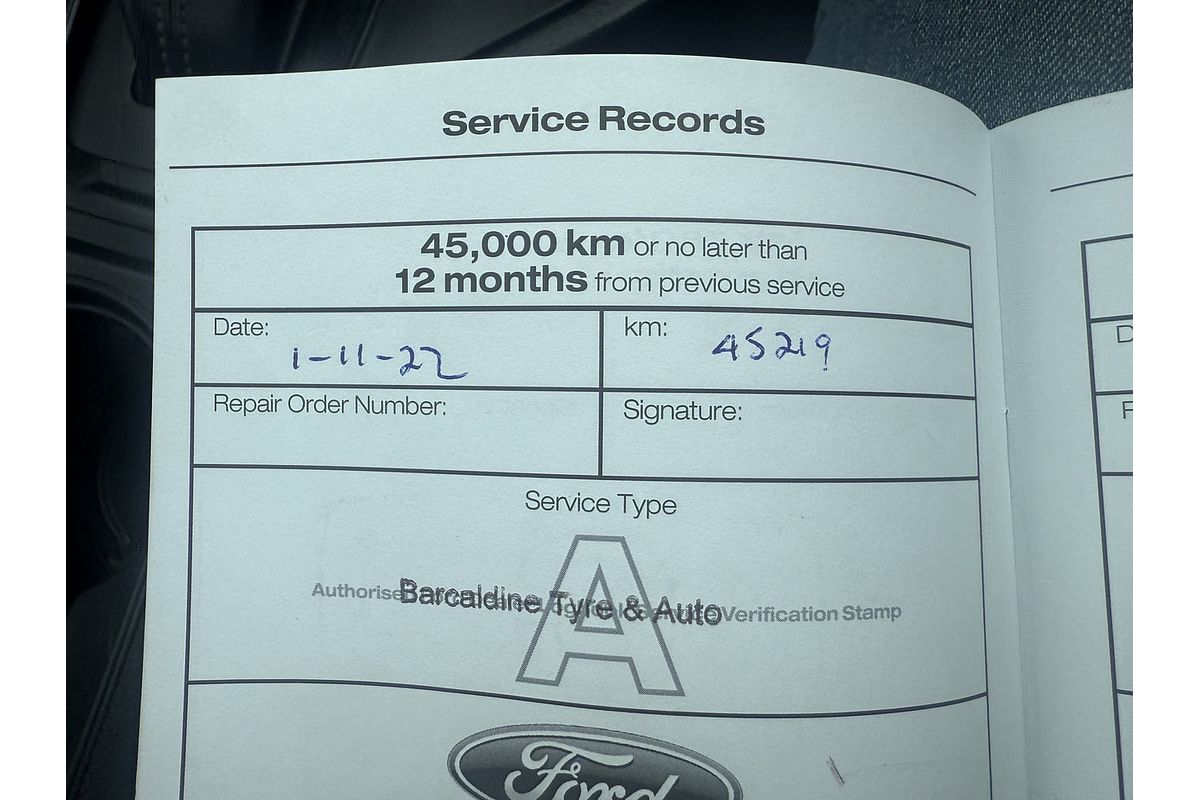 Service Records
45,000 km or no later than
12 months from previous service
Date:
1-11-22
km:
45219
Repair Order Number:
Signature:
Service Type
A
Barcaldine Tyre & Auto
Verification Stamp
Ford